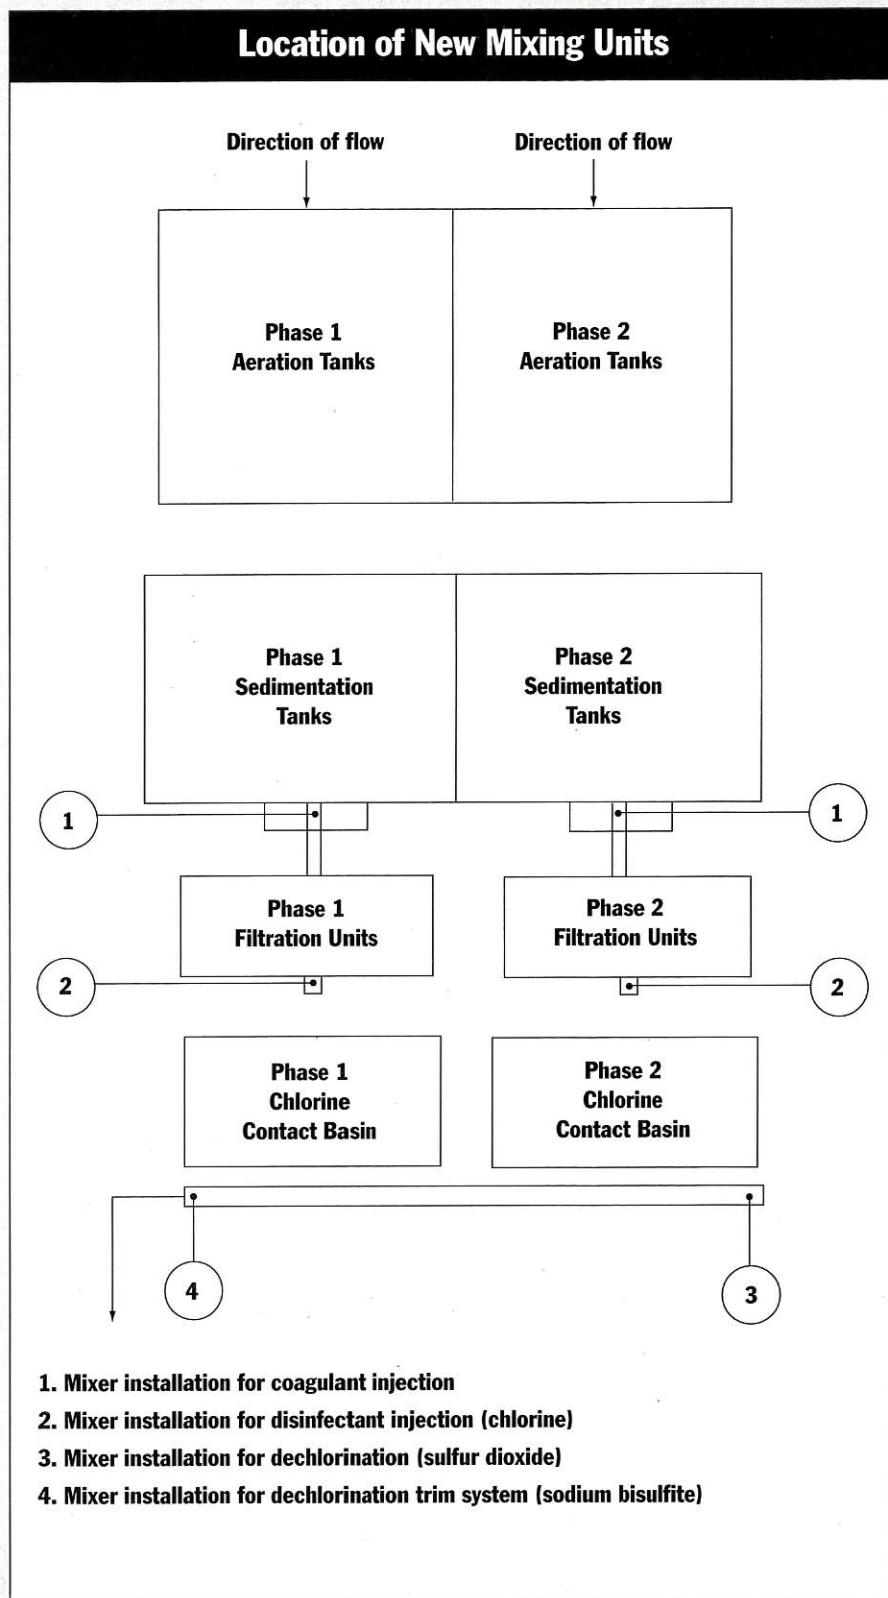 Location of New Mixing Units
Direction of flow
Direction of flow
Phase 1
Aeration Tanks
Phase 2
Aeration Tanks
Phase 1
Sedimentation
Tanks
Phase 2
Sedimentation
Tanks
1
1
Phase 1
Filtration Units
Phase 2
Filtration Units
2
2
Phase 1
Chlorine
Contact Basin
Phase 2
Chlorine
Contact Basin
4
3
1. Mixer installation for coagulant injection
2. Mixer installation for disinfectant injection (chlorine)
3. Mixer installation for dechlorination (sulfur dioxide)
4. Mixer installation for dechlorination trim system (sodium bisulfite)